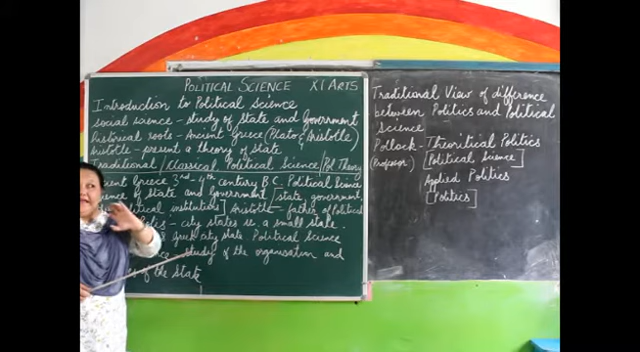 POLITICAL SCIENCE XI ARTS
Introduction to Political Science
social science - study of State and Government
historical roots - Ancient Greece (Plato & Aristotle)
Aristotle - present a theory of State
Traditional / Classical Political Science / Pol Theory
Greece 3rd - 4th century B.C. Political Science
of State and Government / state, government,
political institutions] Aristotle - father of Political
- city states i.e a small state.
Greek city state Political Science
study of the organisation and
of the State
Traditional View of difference
between Politics and Political
Science
Pollock - Theoritical Politics
(Professor) [Political Science]
Applied Politics
[Politics]